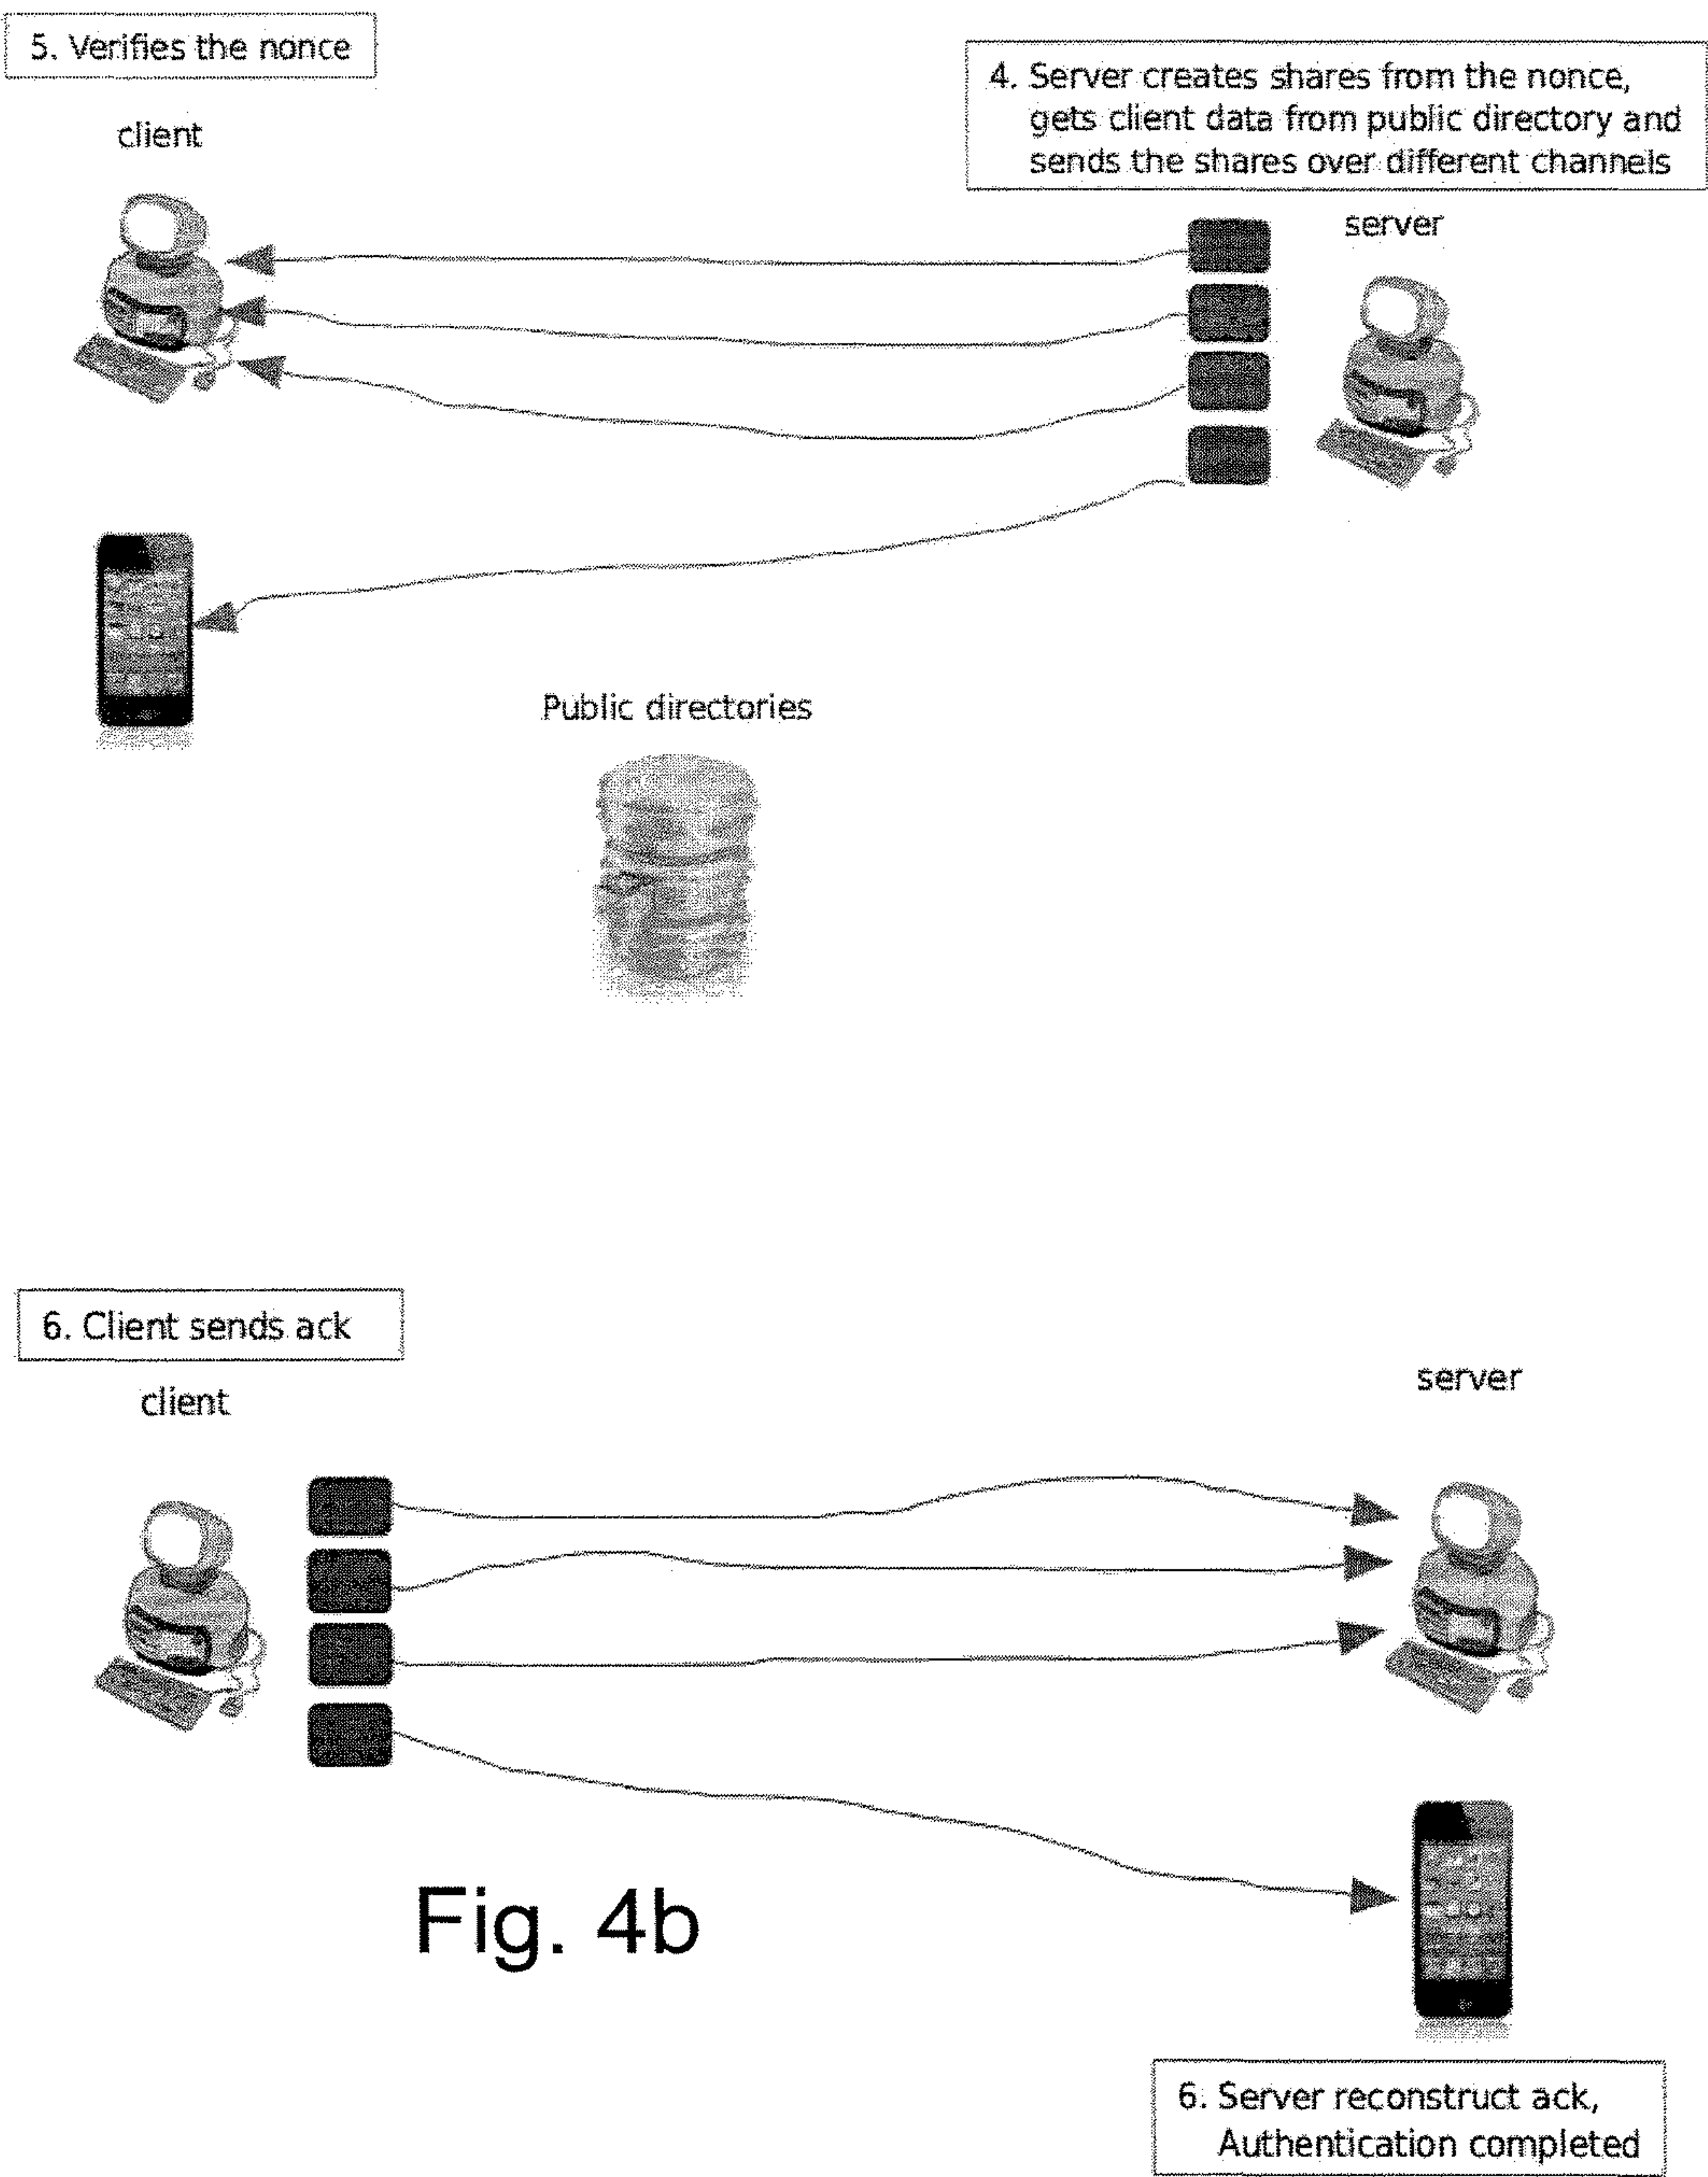 5. Verifies the nonce
client
4. Server creates shares from the nonce,
gets client data from public directory and
sends the shares over different channels
server
Public directories
6. Client sends ack
client
server
Fig. 4b
6. Server reconstruct ack,
Authentication completed